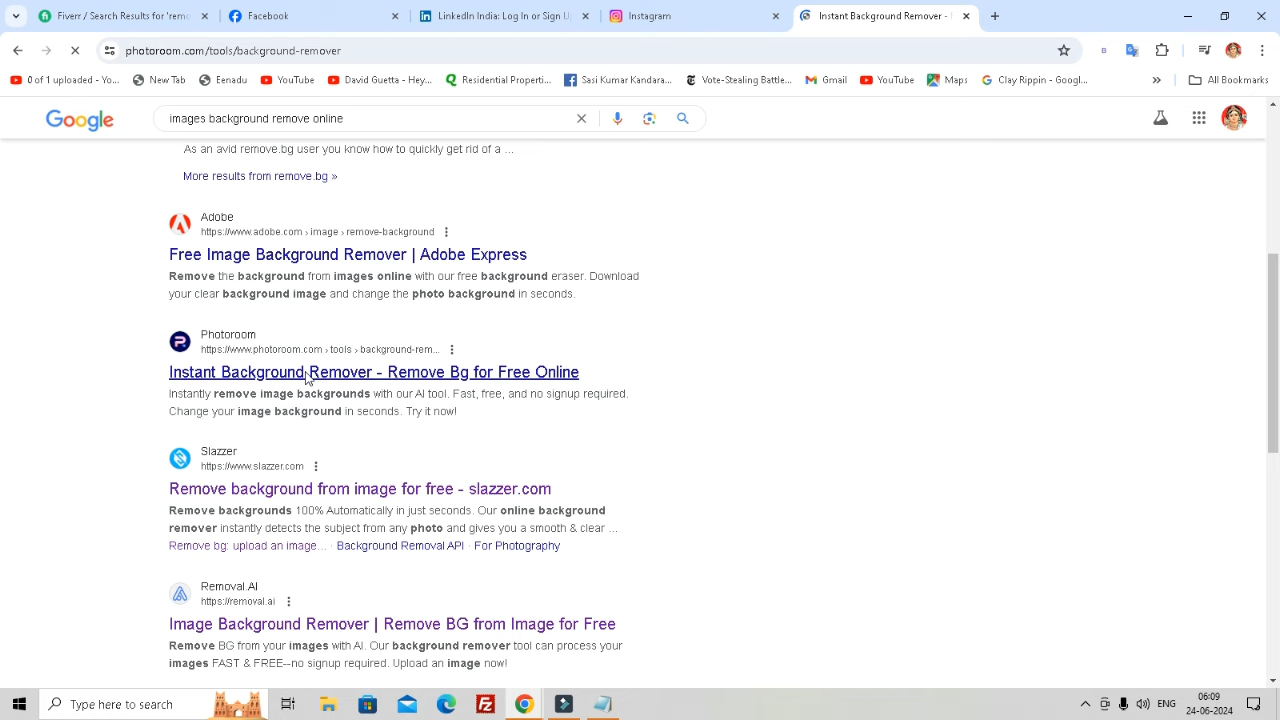 Fiverr / Search Results for 'remo
Facebook
LinkedIn India: Log In or Sign U
Instagram
Instant Background Remover -
photoroom.com/tools/background-remover
0 of 1 uploaded - Yo...
New Tab
Eenadu
YouTube
David Guetta - Hey...
Residential Properti...
Sasi Kumar Kandara...
Vote-Stealing Battle...
Gmail
YouTube
Maps
Clay Rippin - Googl...
All Bookmarks
Google
images background remove online
As an avid remove.bg user you know how to quickly get rid of a ...
More results from remove.bg »
Adobe
https://www.adobe.com › image › remove-background
Free Image Background Remover | Adobe Express
Remove the background from images online with our free background eraser. Download
your clear background image and change the photo background in seconds.
Photoroom
https://www.photoroom.com › tools › background-rem...
Instant Background Remover - Remove Bg for Free Online
Instantly remove image backgrounds with our AI tool. Fast, free, and no signup required.
Change your image background in seconds. Try it now!
Slazzer
https://www.slazzer.com
Remove background from image for free - slazzer.com
Remove backgrounds 100% Automatically in just seconds. Our online background
remover instantly detects the subject from any photo and gives you a smooth & clear ...
Remove bg: upload an image... · Background Removal API · For Photography
Removal.AI
https://removal.ai
Image Background Remover | Remove BG from Image for Free
Remove BG from your images with AI. Our background remover tool can process your
images FAST & FREE--no signup required. Upload an image now!
Type here to search
ENG
06:09
24-06-2024